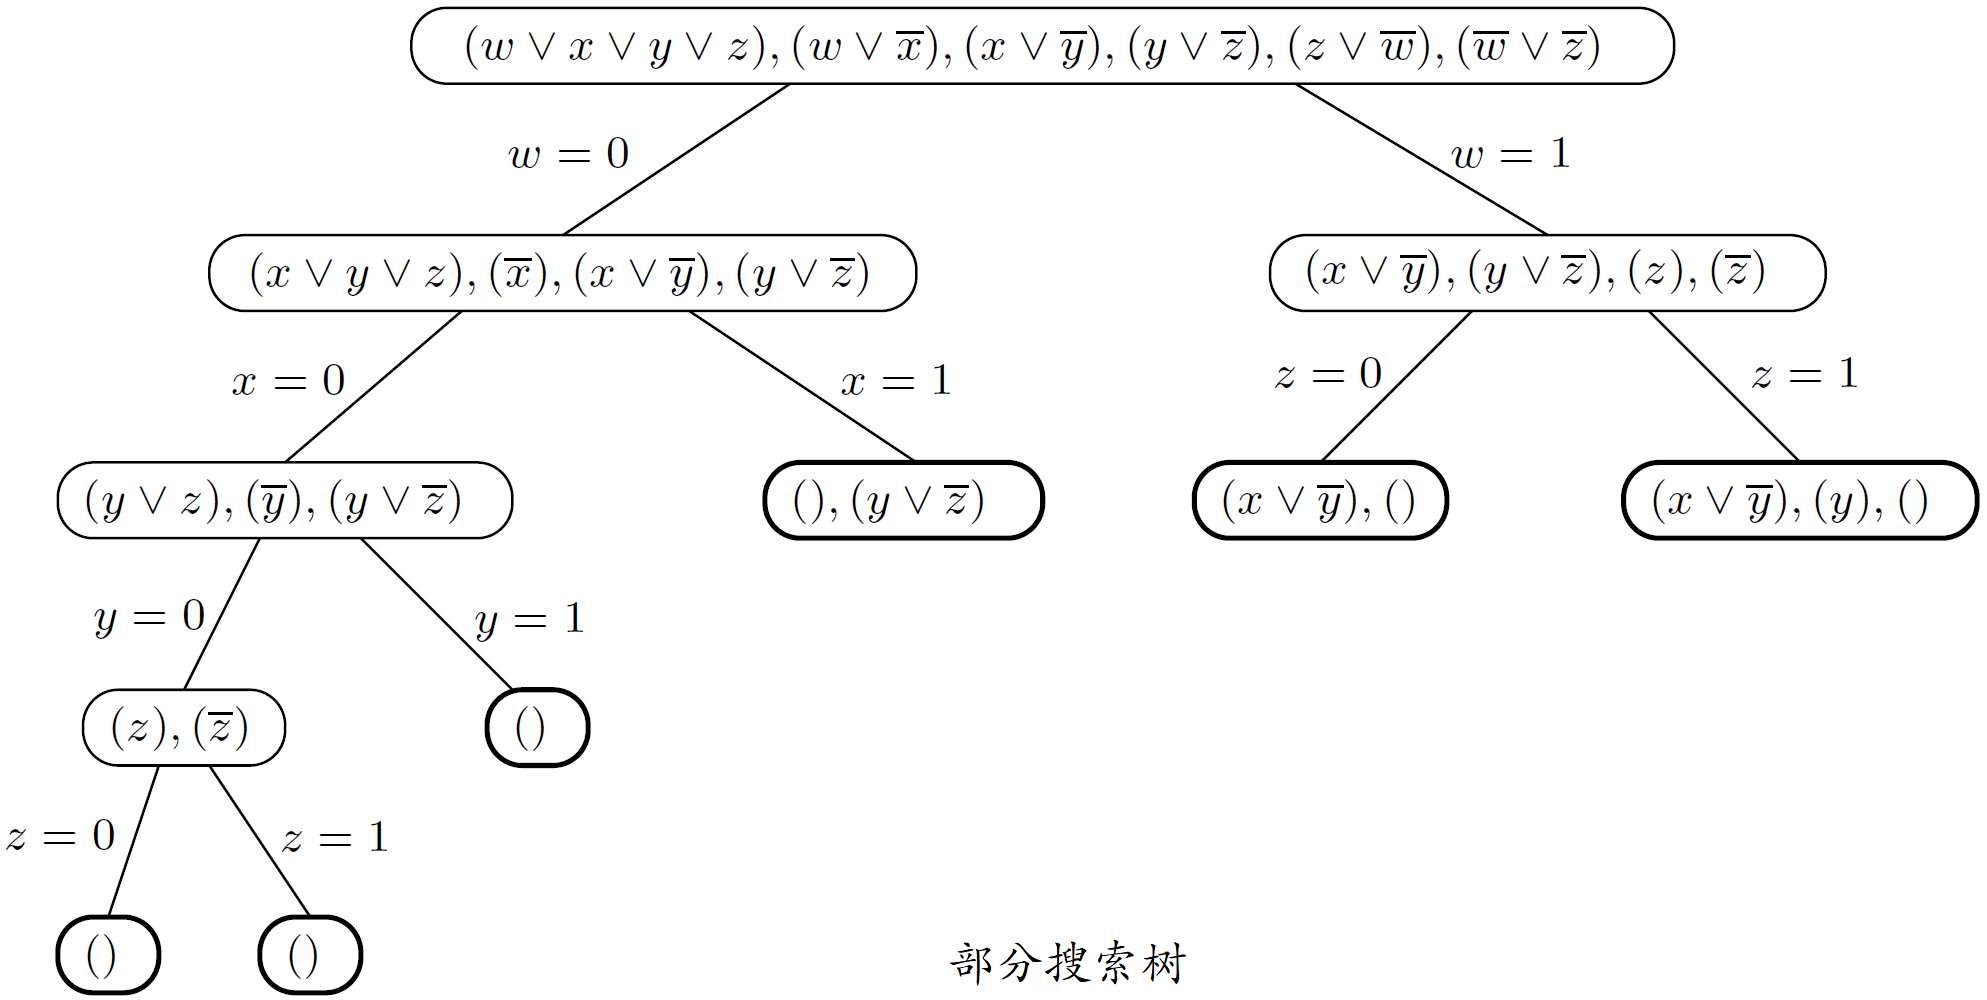 (w ∨ x ∨ y ∨ z), (w ∨ x̅), (x ∨ y̅), (y ∨ z̅), (z ∨ w̅), (w̅ ∨ z̅)
w = 0
w = 1
(x ∨ y ∨ z), (x̅), (x ∨ y̅), (y ∨ z̅)
(x ∨ y̅), (y ∨ z̅), (z), (z̅)
x = 0
x = 1
z = 0
z = 1
(y ∨ z), (y̅), (y ∨ z̅)
(), (y ∨ z̅)
(x ∨ y̅), ()
(x ∨ y̅), (y), ()
y = 0
y = 1
(z), (z̅)
()
z = 0
z = 1
()
()
部分搜索树